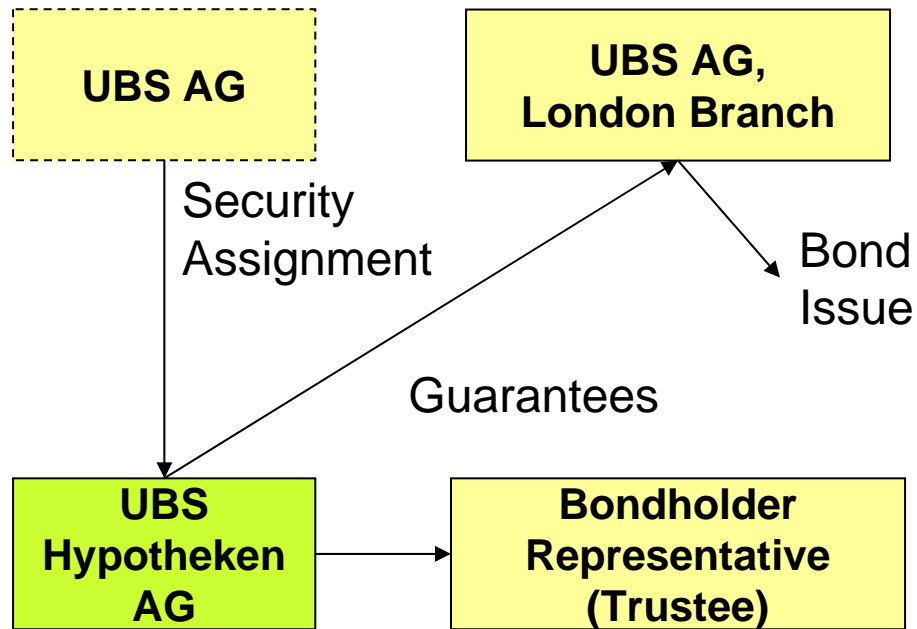 UBS AG
UBS AG,
London Branch
Security
Assignment
Bond
Issue
Guarantees
UBS
Hypotheken
AG
Bondholder
Representative
(Trustee)